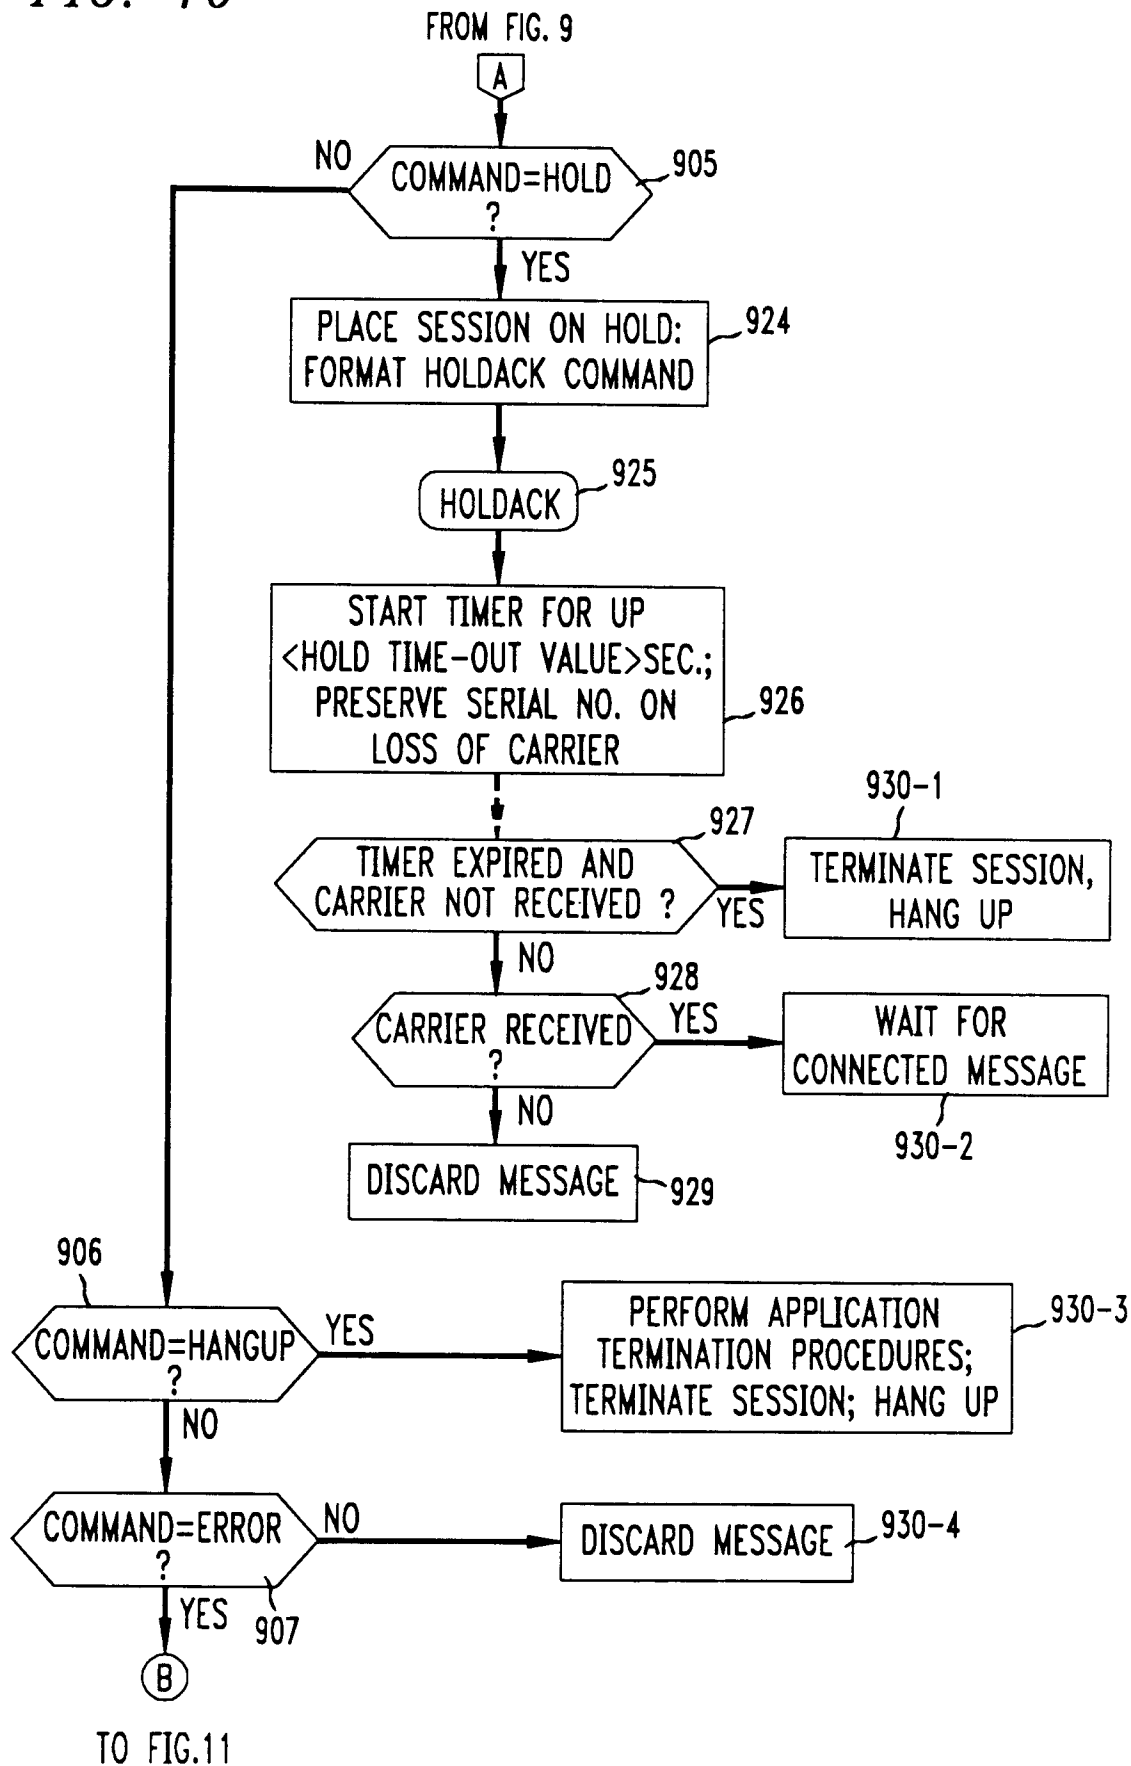 FIG. 10
FROM FIG. 9
A
NO
COMMAND=HOLD
?
905
YES
PLACE SESSION ON HOLD:
FORMAT HOLDACK COMMAND
924
HOLDACK
925
START TIMER FOR UP
<HOLD TIME-OUT VALUE>SEC.;
PRESERVE SERIAL NO. ON
LOSS OF CARRIER
926
TIMER EXPIRED AND
CARRIER NOT RECEIVED ?
927
YES
930-1
TERMINATE SESSION,
HANG UP
NO
CARRIER RECEIVED
?
928
YES
WAIT FOR
CONNECTED MESSAGE
930-2
NO
DISCARD MESSAGE
929
906
COMMAND=HANGUP
?
YES
PERFORM APPLICATION
TERMINATION PROCEDURES;
TERMINATE SESSION; HANG UP
930-3
NO
COMMAND=ERROR
?
907
NO
DISCARD MESSAGE
930-4
YES
B
TO FIG.11